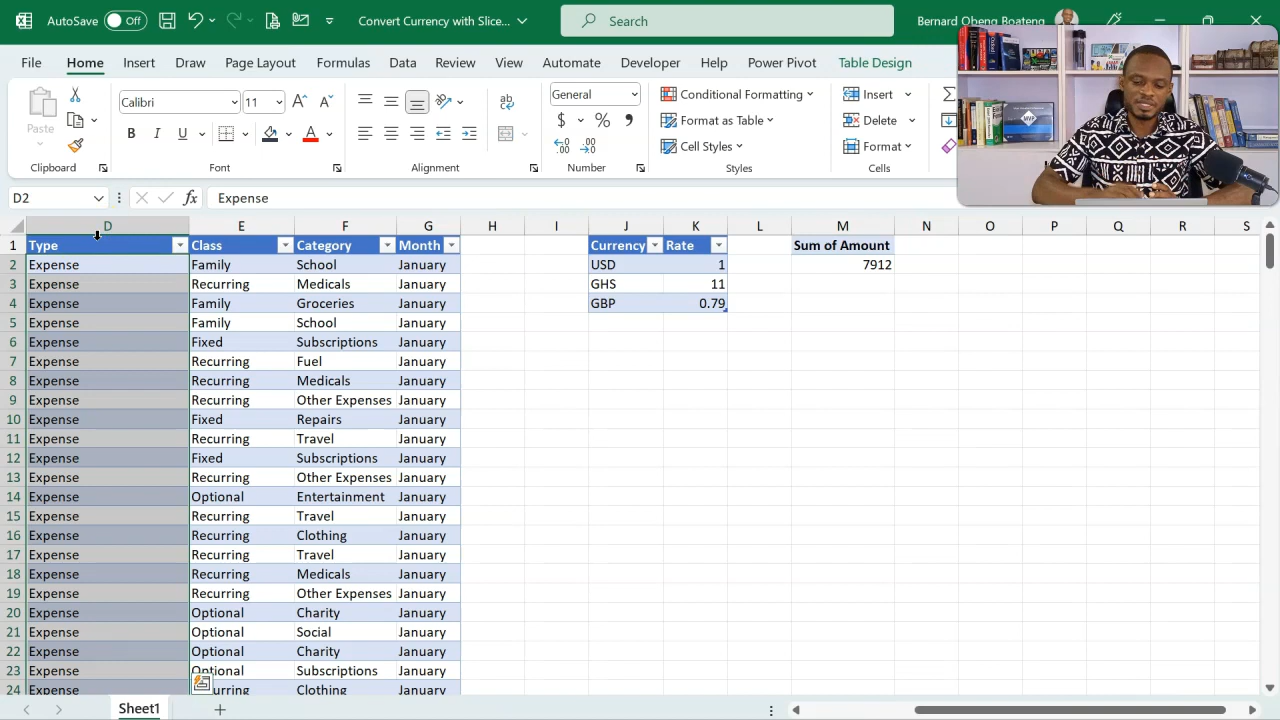 AutoSave Off Convert Currency with Slice... Search Bernard Obeng Boateng
File Home Insert Draw Page Layout Formulas Data Review View Automate Developer Help Power Pivot Table Design
Calibri 11 General Conditional Formatting Insert
Paste B I U A ab $ % Format as Table Delete
Cell Styles Format
Clipboard Font Alignment Number Styles Cells
D2 fx Expense
D E F G H I J K L M N O P Q R S
1 Type Class Category Month Currency Rate Sum of Amount
2 Expense Family School January USD 1 7912
3 Expense Recurring Medicals January GHS 11
4 Expense Family Groceries January GBP 0.79
5 Expense Family School January
6 Expense Fixed Subscriptions January
7 Expense Recurring Fuel January
8 Expense Recurring Medicals January
9 Expense Recurring Other Expenses January
10 Expense Fixed Repairs January
11 Expense Recurring Travel January
12 Expense Fixed Subscriptions January
13 Expense Recurring Other Expenses January
14 Expense Optional Entertainment January
15 Expense Recurring Travel January
16 Expense Recurring Clothing January
17 Expense Recurring Travel January
18 Expense Recurring Medicals January
19 Expense Recurring Other Expenses January
20 Expense Optional Charity January
21 Expense Optional Social January
22 Expense Optional Charity January
23 Expense Optional Subscriptions January
24 Expense urring Clothing January
Sheet1